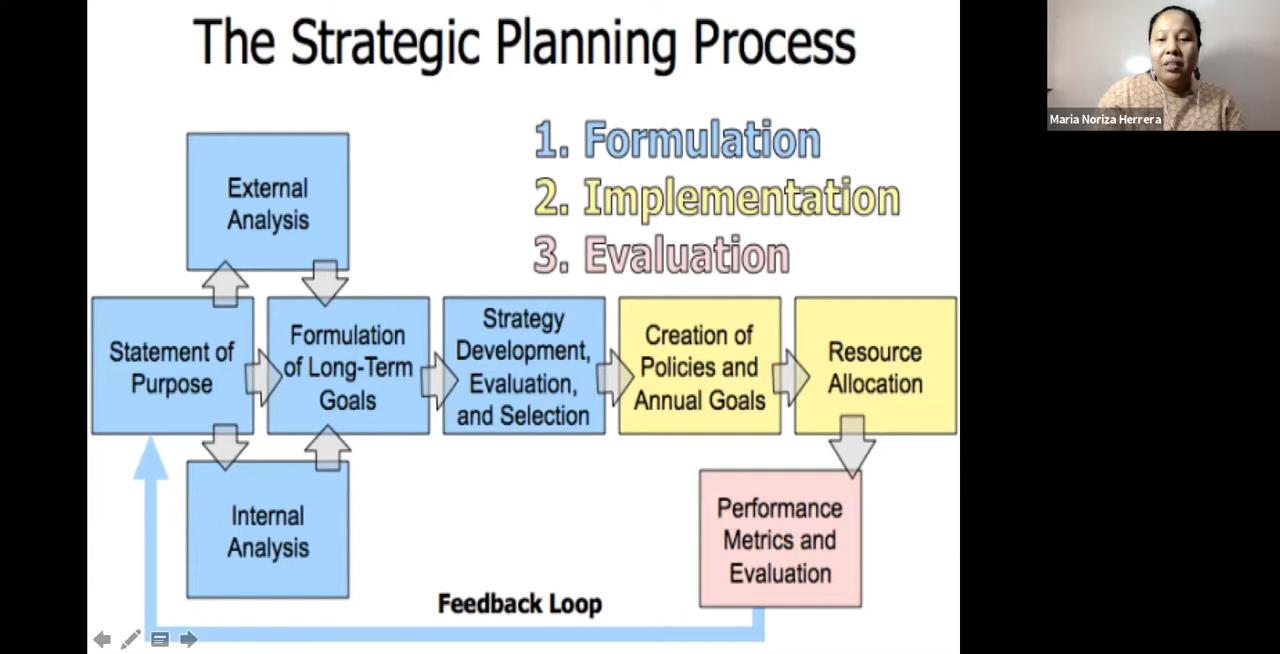 The Strategic Planning Process
Maria Noriza Herrera
1. Formulation
2. Implementation
3. Evaluation
External
Analysis
Statement of
Purpose
Formulation
of Long-Term
Goals
Strategy
Development,
Evaluation,
and Selection
Creation of
Policies and
Annual Goals
Resource
Allocation
Internal
Analysis
Performance
Metrics and
Evaluation
Feedback Loop